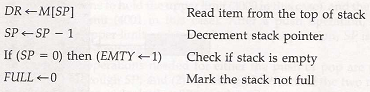 DR ← M[SP] Read item from the top of stack
SP ← SP − 1 Decrement stack pointer
If (SP = 0) then (EMTY ← 1) Check if stack is empty
FULL ← 0 Mark the stack not full